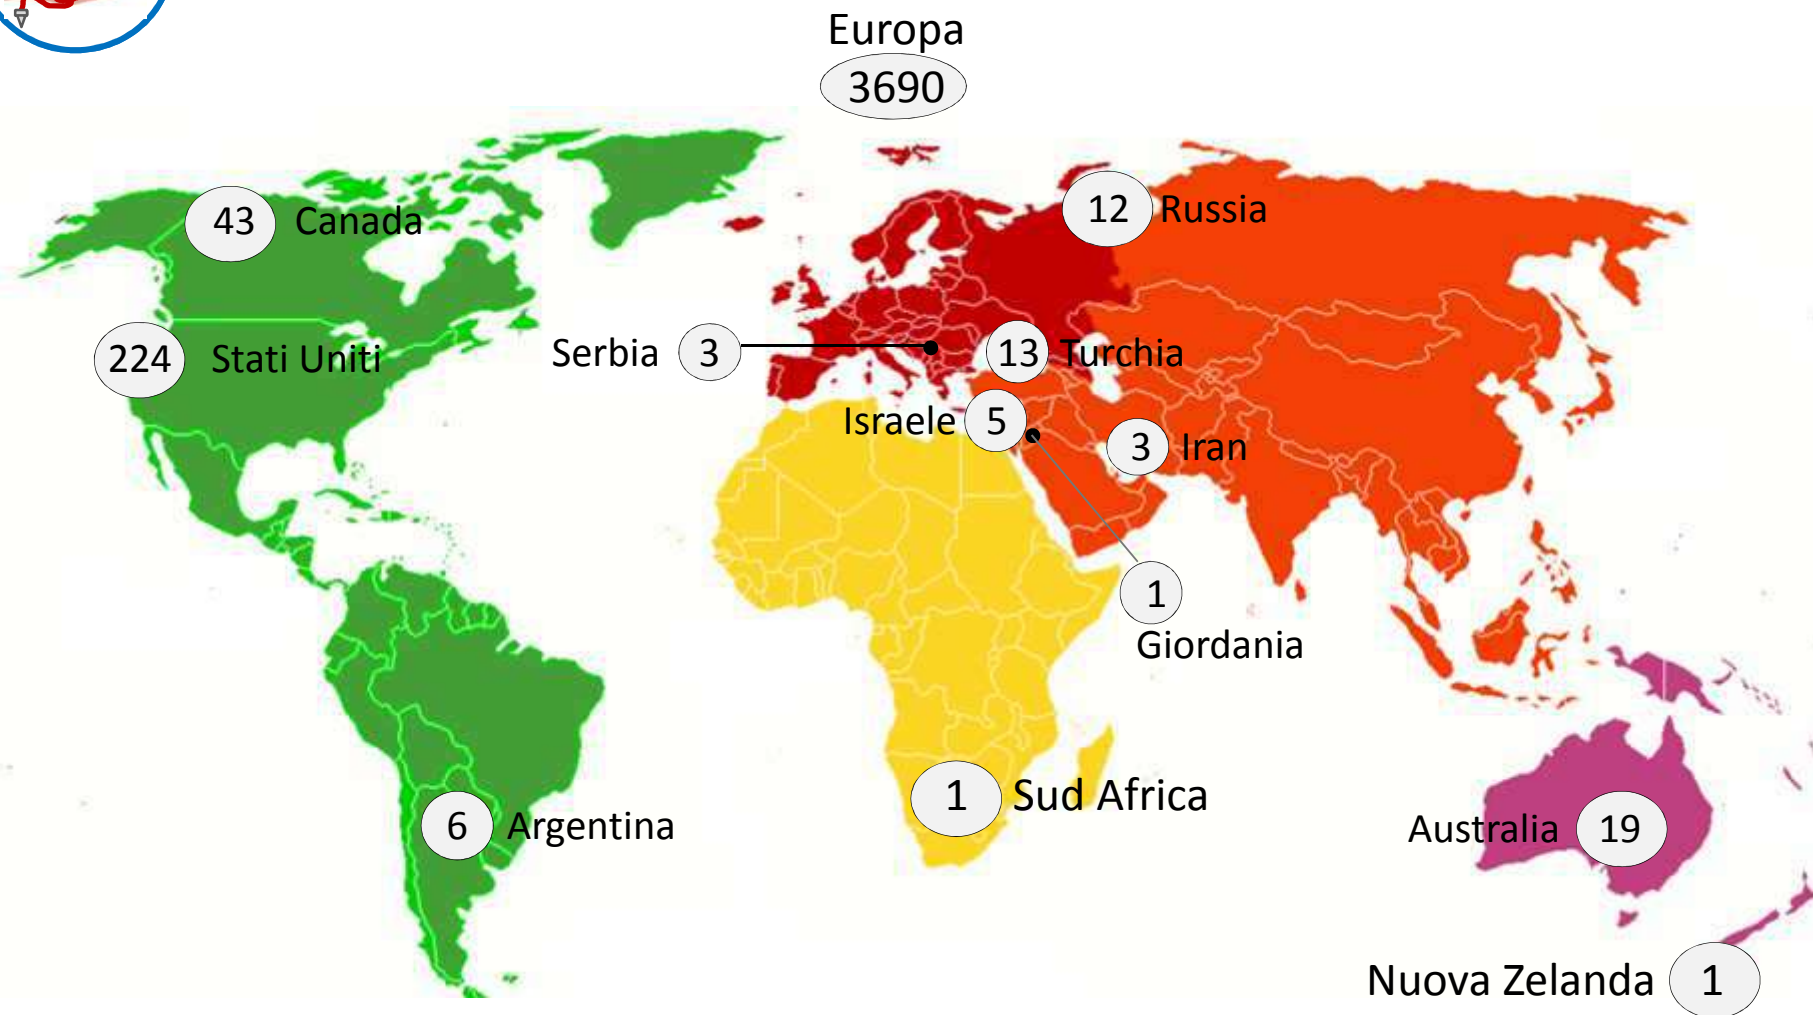 Europa
3690
43 Canada
12 Russia
224 Stati Uniti
Serbia 3
13 Turchia
Israele 5
3 Iran
1
Giordania
1 Sud Africa
6 Argentina
Australia 19
Nuova Zelanda 1